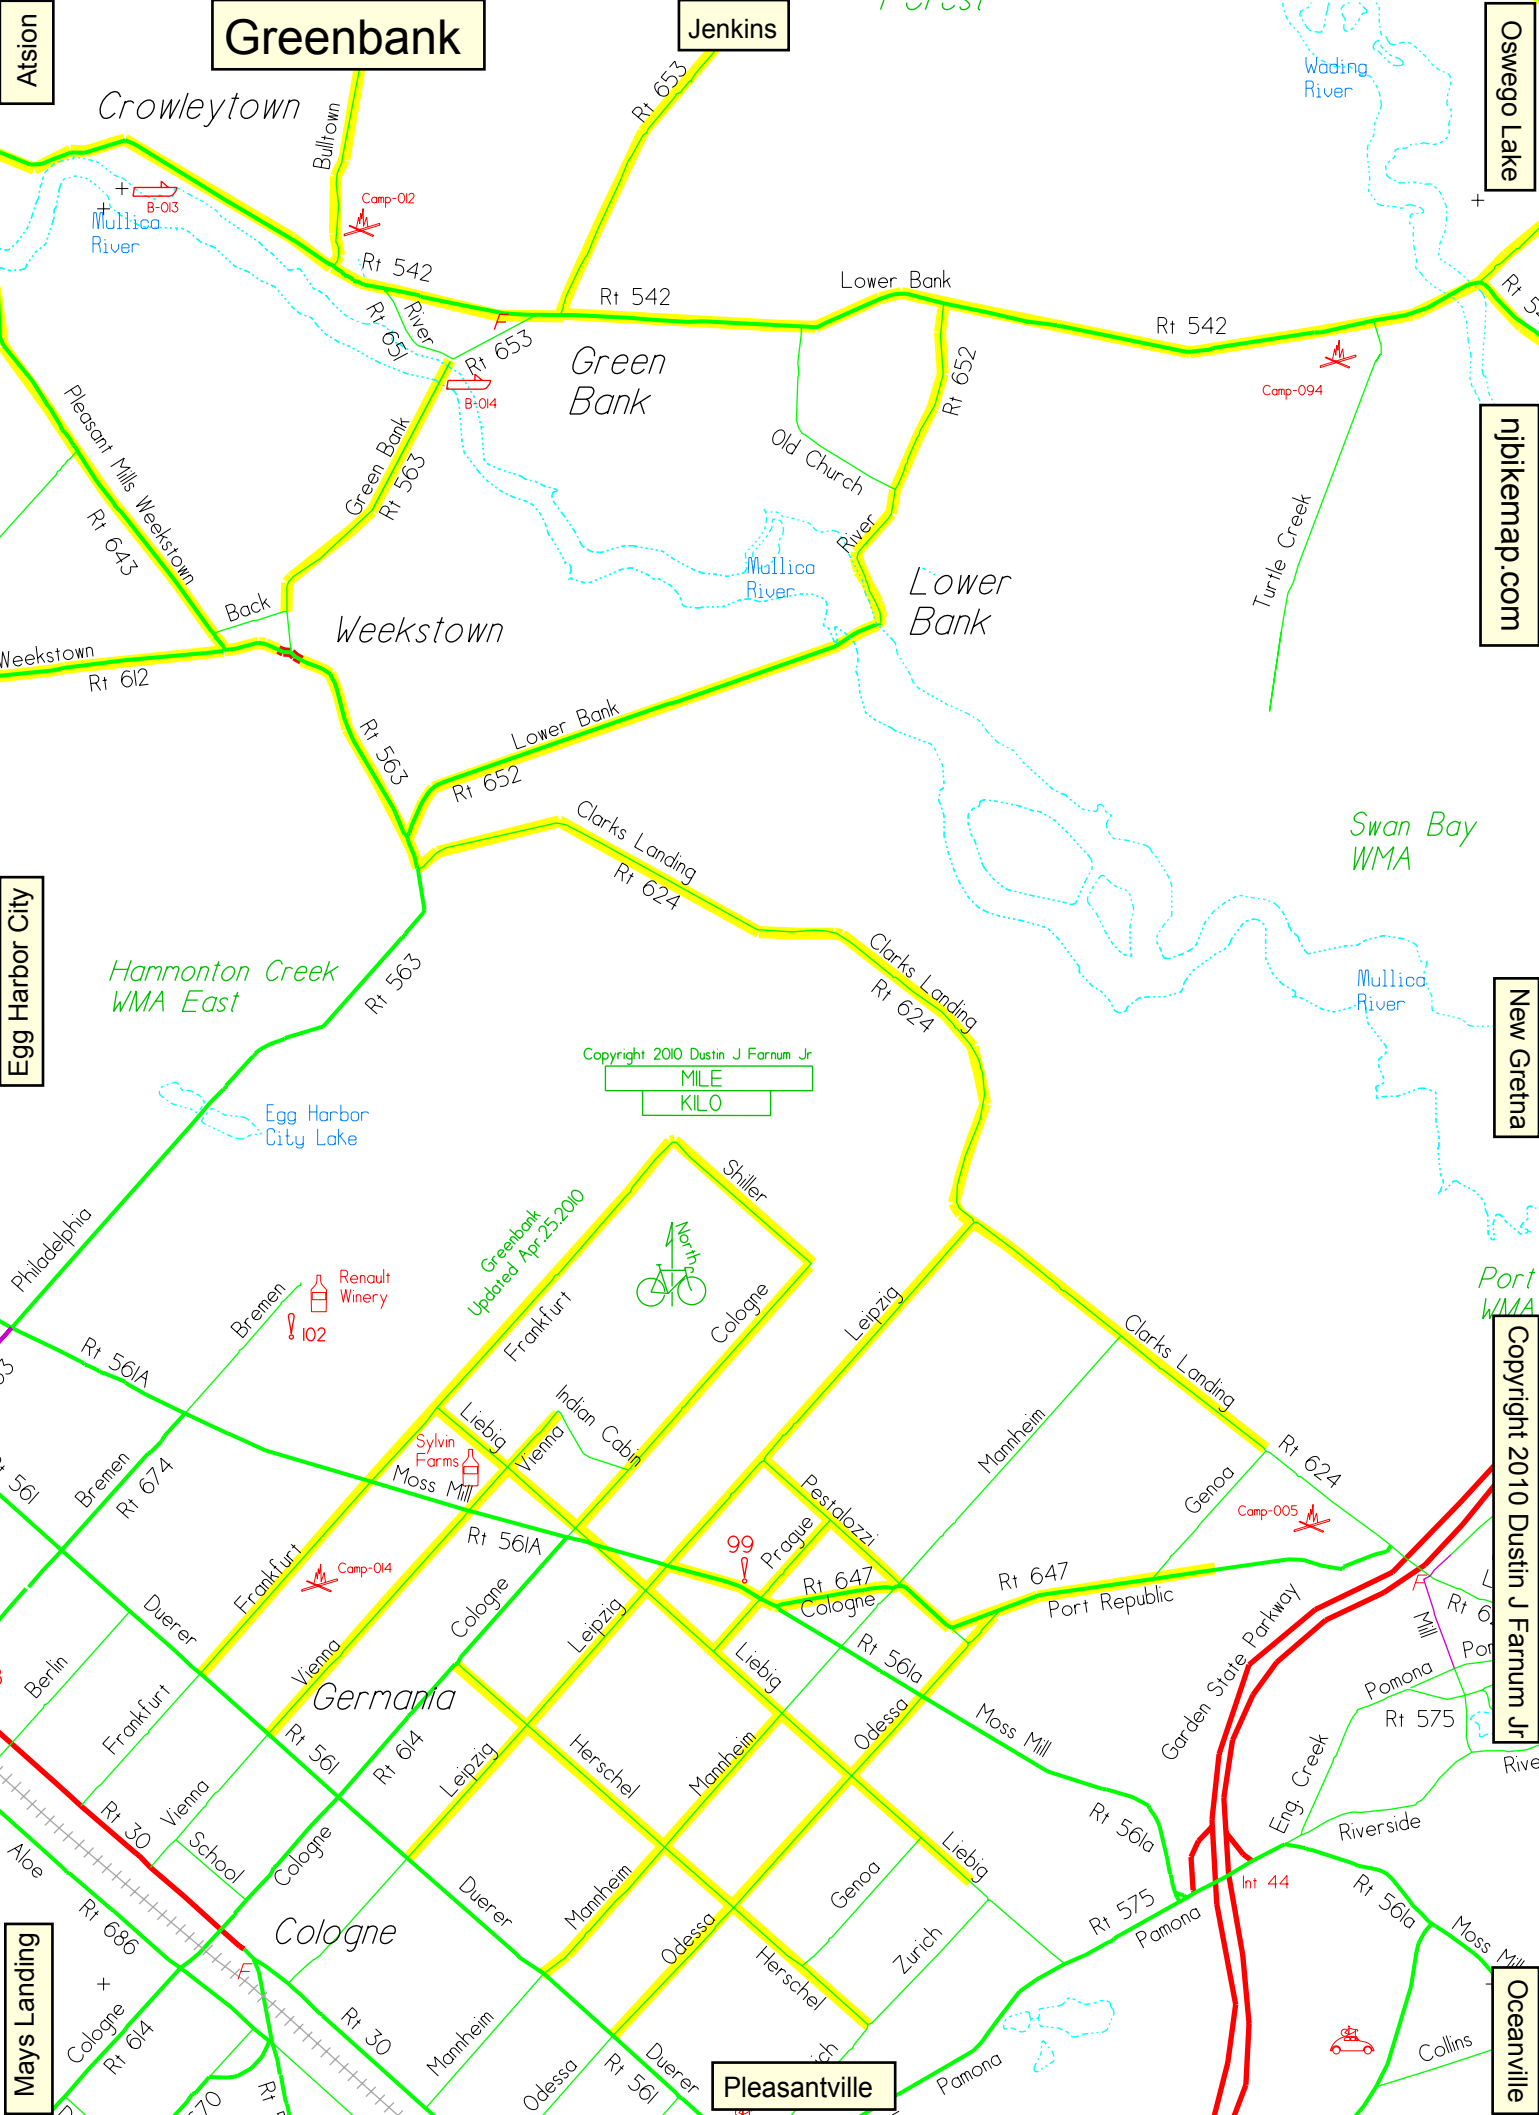 Forest
Atsion
Greenbank
Jenkins
Oswego Lake
Crowleytown
Bulltown
Rt 653
Wading
River
Camp-012
B-013
Mullica
River
Rt 542
Rt 542
Lower Bank
Rt 542
River
Rt 651
F
Rt 653
Green
Bank
B-014
Rt 652
Camp-094
njbikemap.com
Pleasant Mills Weekstown
Rt 643
Green Bank
Rt 563
Old Church
River
Turtle Creek
Mullica
River
Lower
Bank
Back
Weekstown
Weekstown
Rt 612
Rt 563
Lower Bank
Rt 652
Clarks Landing
Rt 624
Swan Bay
WMA
Egg Harbor City
Hammonton Creek
WMA East
Rt 563
Clarks Landing
Rt 624
Mullica
River
New Gretna
Copyright 2010 Dustin J Farnum Jr
MILE
KILO
Egg Harbor
City Lake
Shiller
Greenbank
Updated Apr.25.2010
North
Philadelphia
Bremen
Renault
Winery
102
Frankfurt
Cologne
Leipzig
Clarks Landing
Port
WMA
Copyright 2010 Dustin J Farnum Jr
Rt 561A
Liebig
Vienna
Indian Cabin
Sylvin
Farms
Moss Mill
Rt 561A
Mannheim
Genoa
Rt 624
Camp-005
Rt 561
Bremen
Rt 674
Pestalozzi
Prague
99
Camp-014
Frankfurt
Rt 647
Cologne
Rt 647
Port Republic
F
Mill
Duerer
Cologne
Leipzig
Vienna
Liebig
Rt 561a
Moss Mill
Garden State Parkway
Pomona
Rt 575
Berlin
Frankfurt
Germania
Rt 561
Rt 614
Leipzig
Herschel
Mannheim
Odessa
Eng. Creek
Riverside
Rt 30
Vienna
School
Cologne
Aloe
Rt 686
Duerer
Mannheim
Genoa
Liebig
Rt 561a
Int 44
Rt 575
Pamona
Rt 561a
Moss Mill
Mays Landing
Cologne
F
Odessa
Herschel
Zurich
Oceanville
Cologne
Rt 614
Rt 30
Mannheim
Odessa
Rt 561
Duerer
Pleasantville
Pamona
Collins